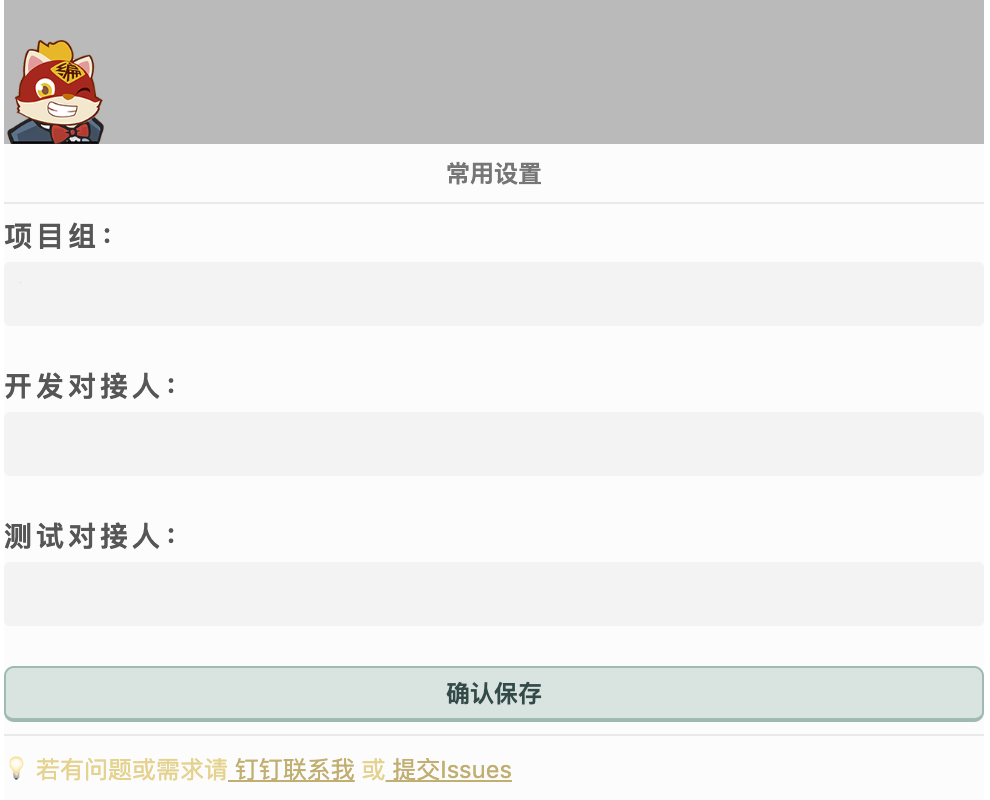 编
常用设置
项目组：
开发对接人：
测试对接人：
确认保存
若有问题或需求请 钉钉联系我 或 提交Issues